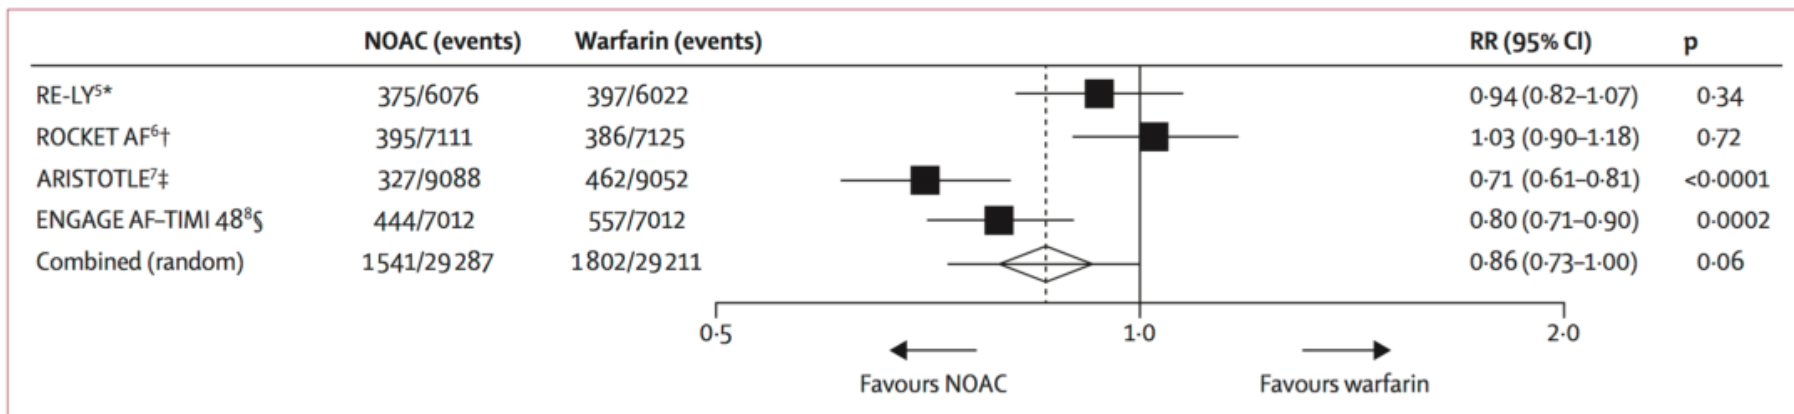 NOAC (events) Warfarin (events) RR (95% CI) p
RE-LY⁵* 375/6076 397/6022 0·94 (0·82–1·07) 0·34
ROCKET AF⁶† 395/7111 386/7125 1·03 (0·90–1·18) 0·72
ARISTOTLE⁷‡ 327/9088 462/9052 0·71 (0·61–0·81) <0·0001
ENGAGE AF–TIMI 48⁸§ 444/7012 557/7012 0·80 (0·71–0·90) 0·0002
Combined (random) 1541/29 287 1802/29 211 0·86 (0·73–1·00) 0·06
0·5 1·0 2·0
Favours NOAC Favours warfarin